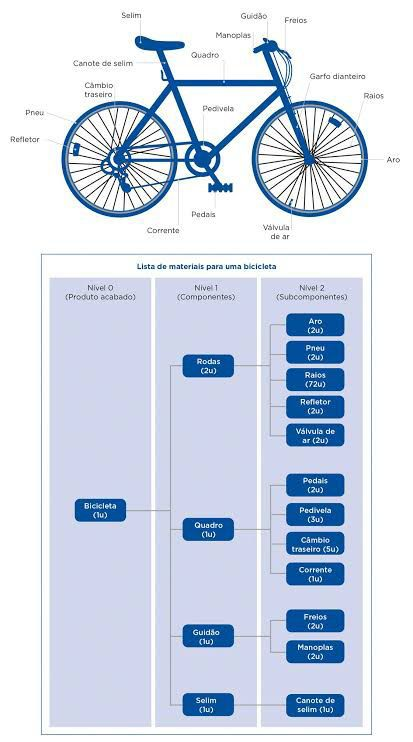 Selim
Guidão
Freios
Manoplas
Quadro
Canote de selim
Garfo dianteiro
Câmbio
traseiro
Raios
Pneu
Pedivela
Refletor
Aro
Pedais
Corrente
Válvula
de ar
Lista de materiais para uma bicicleta
Nível 0
(Produto acabado)
Nível 1
(Componentes)
Nível 2
(Subcomponentes)
Bicicleta
(1u)
Rodas
(2u)
Aro
(2u)
Pneu
(2u)
Raios
(72u)
Refletor
(2u)
Válvula de
ar (2u)
Quadro
(1u)
Pedais
(2u)
Pedivela
(3u)
Câmbio
traseiro (5u)
Corrente
(1u)
Guidão
(1u)
Freios
(2u)
Manoplas
(2u)
Selim
(1u)
Canote de
selim (1u)